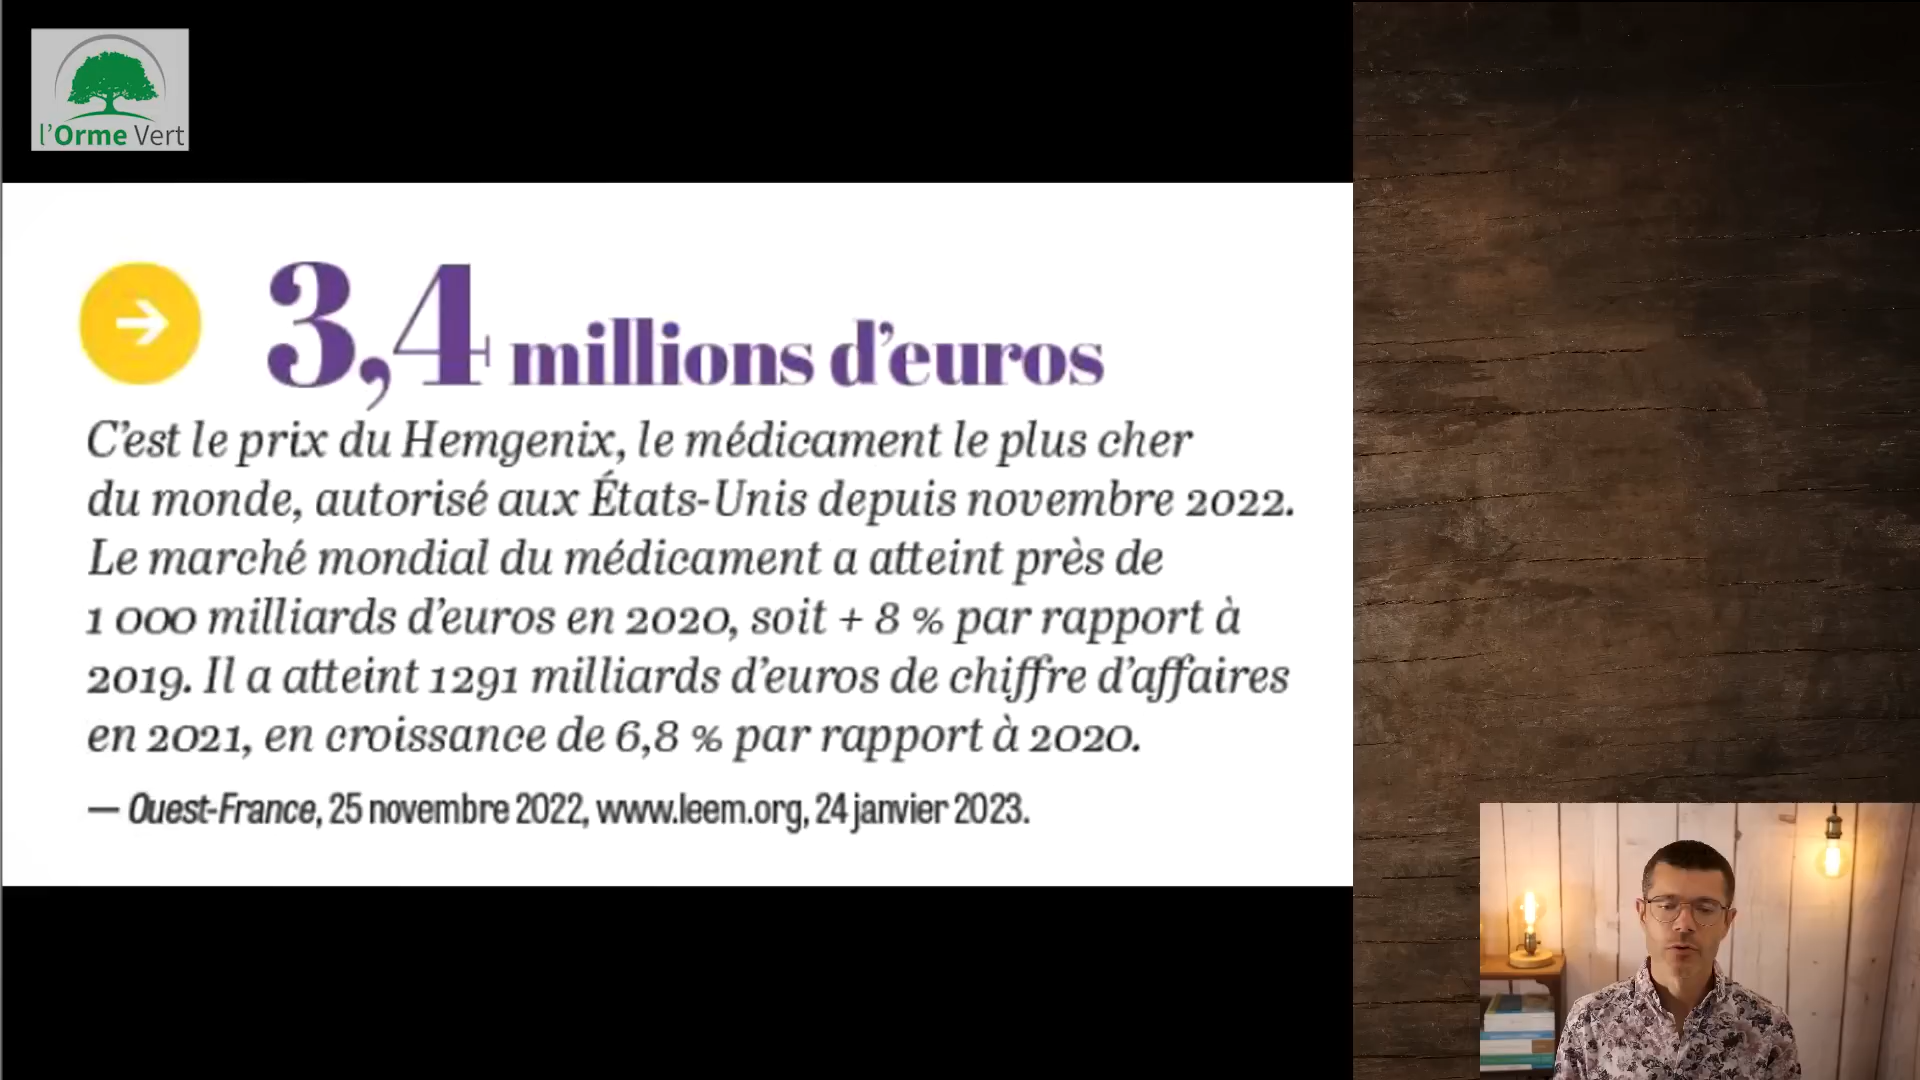 l'Orme Vert
3,4 millions d'euros
C'est le prix du Hemgenix, le médicament le plus cher
du monde, autorisé aux États-Unis depuis novembre 2022.
Le marché mondial du médicament a atteint près de
1 000 milliards d'euros en 2020, soit + 8 % par rapport à
2019. Il a atteint 1291 milliards d'euros de chiffre d'affaires
en 2021, en croissance de 6,8 % par rapport à 2020.
— Ouest-France, 25 novembre 2022, www.leem.org, 24 janvier 2023.